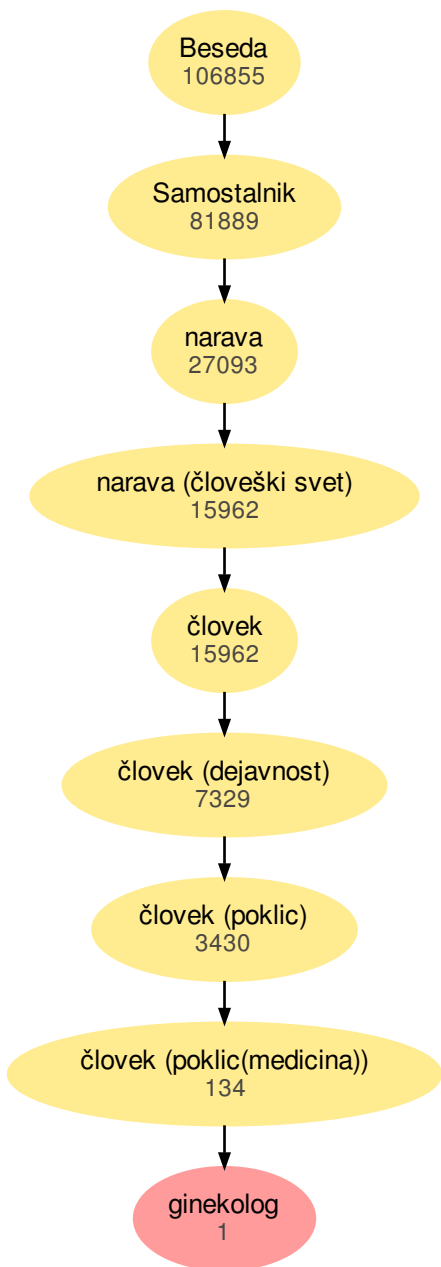 Beseda
106855
Samostalnik
81889
narava
27093
narava (človeški svet)
15962
človek
15962
človek (dejavnost)
7329
človek (poklic)
3430
človek (poklic(medicina))
134
ginekolog
1